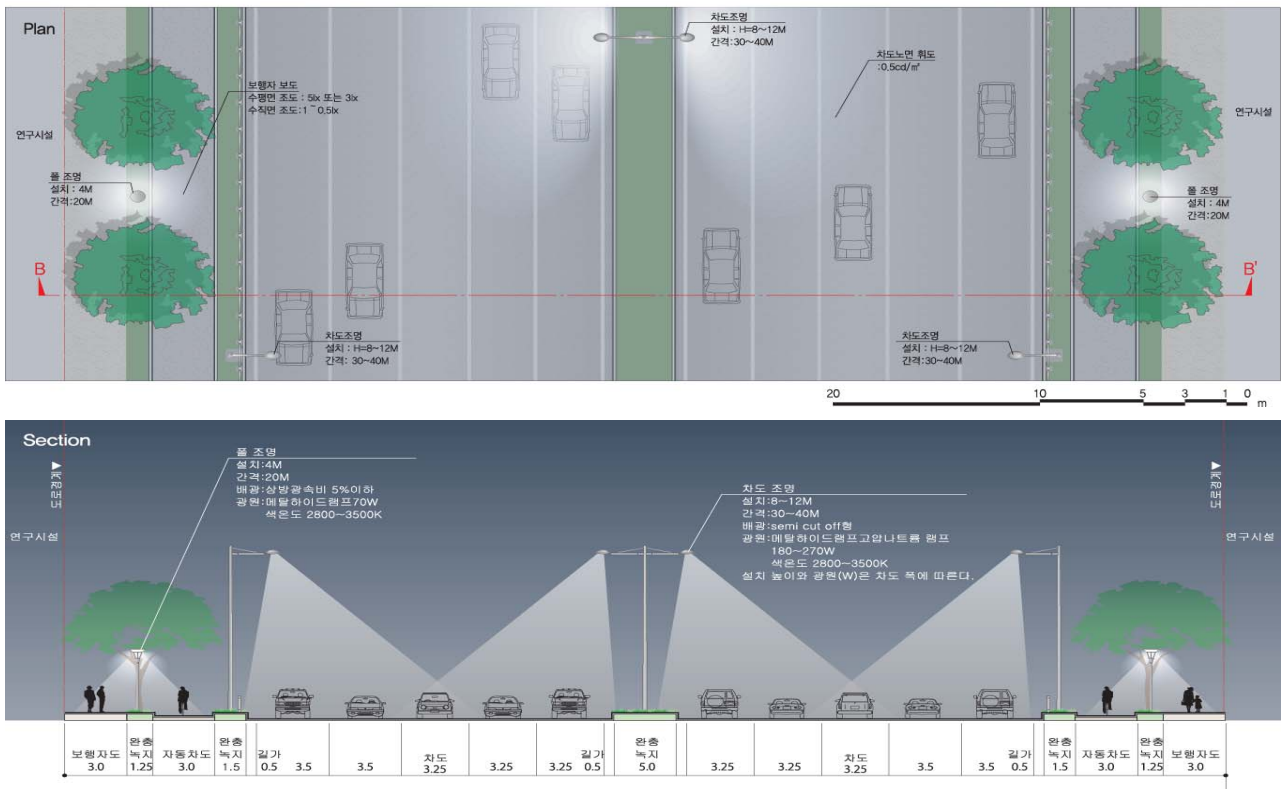 Plan
차도조명
설치 : H=8~12M
간격:30~40M
차도노면 휘도
:0.5cd/㎡
보행자 보도
수평면 조도 : 5lx 또는 3lx
수직면 조도:1 ~ 0.5lx
연구시설
연구시설
폴 조명
설치 : 4M
간격:20M
폴 조명
설치 : 4M
간격:20M
B
B'
차도조명
설치 : H=8~12M
간격: 30~40M
차도조명
설치 : H=8~12M
간격:30~40M
20 10 5 3 1 0
m
Section
폴 조명
설치:4M
간격:20M
배광:상방광속비 5%이하
광원:메탈하이드램프70W
색온도 2800~3500K
차도 조명
설치:8~12M
간격:30~40M
배광:semi cut off형
광원:메탈하이드램프고압나트륨 램프
180~270W
색온도 2800~3500K
설치 높이와 광원(W)은 차도 폭에 따른다.
연구시설
연구시설
보행자도 3.0
완충 녹지 1.25
자동차도 3.0
완충 녹지 1.5
길가 0.5
3.5
3.5
차도 3.25
3.25
3.25
길가 0.5
완충 녹지 5.0
3.25
3.25
차도 3.25
3.5
3.5
길가 0.5
완충 녹지 1.5
자동차도 3.0
완충 녹지 1.25
보행자도 3.0